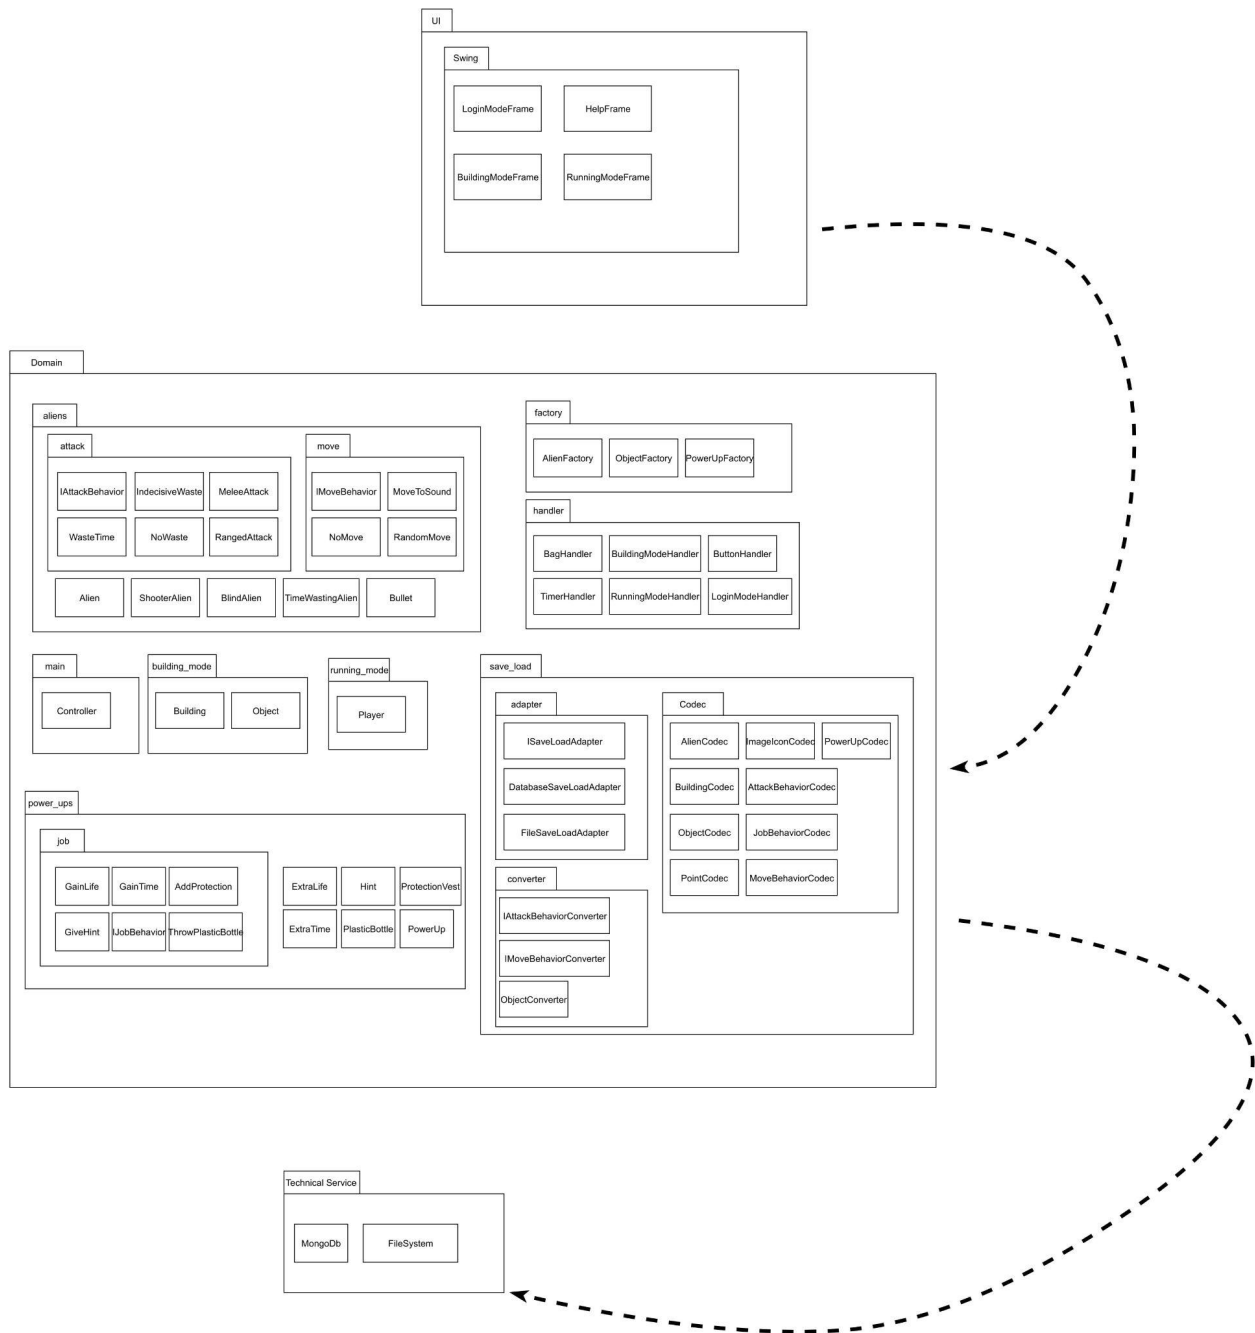 UI
Swing
LoginModeFrame
HelpFrame
BuildingModeFrame
RunningModeFrame
Domain
aliens
attack
IAttackBehavior
IndecisiveWaste
MeleeAttack
WasteTime
NoWaste
RangedAttack
move
IMoveBehavior
MoveToSound
NoMove
RandomMove
Alien
ShooterAlien
BlindAlien
TimeWastingAlien
Bullet
factory
AlienFactory
ObjectFactory
PowerUpFactory
handler
BagHandler
BuildingModeHandler
ButtonHandler
TimerHandler
RunningModeHandler
LoginModeHandler
main
Controller
building_mode
Building
Object
running_mode
Player
save_load
adapter
ISaveLoadAdapter
DatabaseSaveLoadAdapter
FileSaveLoadAdapter
Codec
AlienCodec
ImageIconCodec
PowerUpCodec
BuildingCodec
AttackBehaviorCodec
ObjectCodec
JobBehaviorCodec
PointCodec
MoveBehaviorCodec
converter
IAttackBehaviorConverter
IMoveBehaviorConverter
ObjectConverter
power_ups
job
GainLife
GainTime
AddProtection
GiveHint
IJobBehavior
ThrowPlasticBottle
ExtraLife
Hint
ProtectionVest
ExtraTime
PlasticBottle
PowerUp
Technical Service
MongoDb
FileSystem